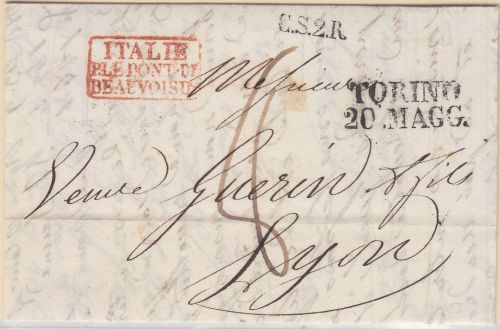 C.S.2.R.
ITALIE
P.LE PONT-DE
BEAUVOISIN
Messieurs
TORINO
20 MAGG.
Veuve Guerin & fils
Lyon